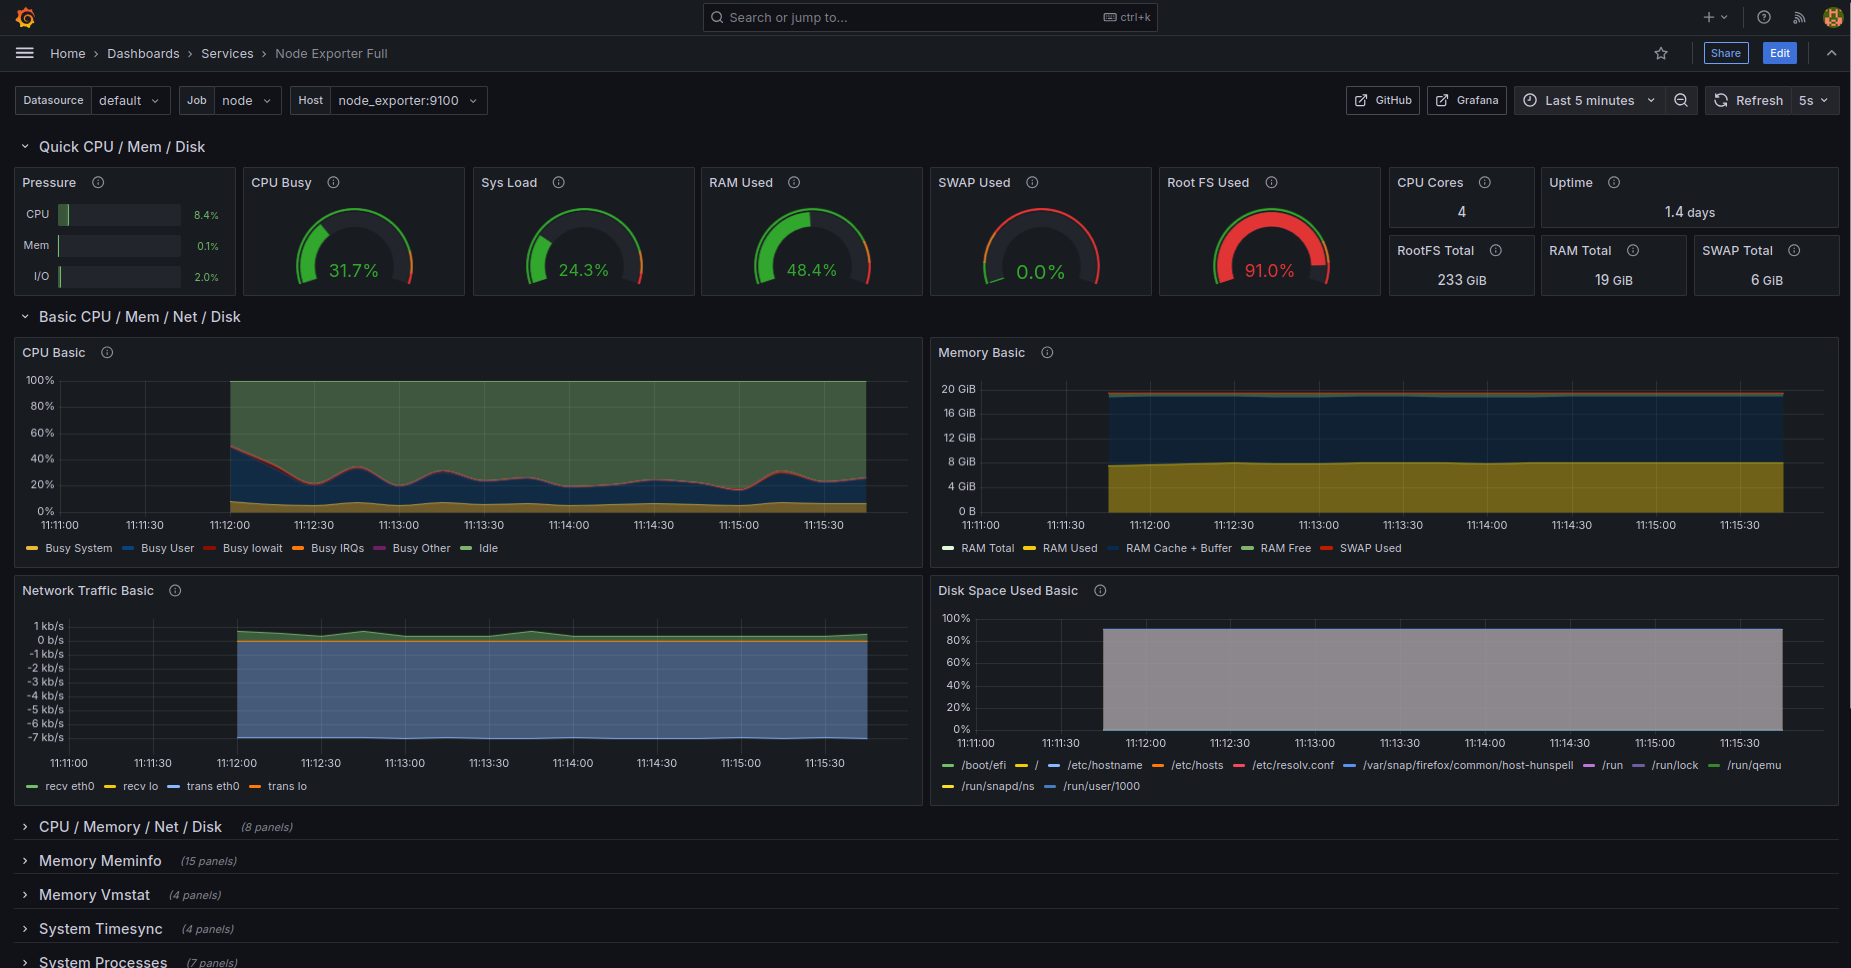 Search or jump to... ctrl+k
Home › Dashboards › Services › Node Exporter Full
Share Edit
Datasource default Job node Host node_exporter:9100
GitHub Grafana Last 5 minutes Refresh 5s
Quick CPU / Mem / Disk
Pressure
CPU 8.4%
Mem 0.1%
I/O 2.0%
CPU Busy
31.7%
Sys Load
24.3%
RAM Used
48.4%
SWAP Used
0.0%
Root FS Used
91.0%
CPU Cores
4
Uptime
1.4 days
RootFS Total
233 GiB
RAM Total
19 GiB
SWAP Total
6 GiB
Basic CPU / Mem / Net / Disk
CPU Basic
100%
80%
60%
40%
20%
0%
11:11:00 11:11:30 11:12:00 11:12:30 11:13:00 11:13:30 11:14:00 11:14:30 11:15:00 11:15:30
Busy System Busy User Busy Iowait Busy IRQs Busy Other Idle
Memory Basic
20 GiB
16 GiB
12 GiB
8 GiB
4 GiB
0 B
11:11:00 11:11:30 11:12:00 11:12:30 11:13:00 11:13:30 11:14:00 11:14:30 11:15:00 11:15:30
RAM Total RAM Used RAM Cache + Buffer RAM Free SWAP Used
Network Traffic Basic
1 kb/s
0 b/s
-1 kb/s
-2 kb/s
-3 kb/s
-4 kb/s
-5 kb/s
-6 kb/s
-7 kb/s
11:11:00 11:11:30 11:12:00 11:12:30 11:13:00 11:13:30 11:14:00 11:14:30 11:15:00 11:15:30
recv eth0 recv lo trans eth0 trans lo
Disk Space Used Basic
100%
80%
60%
40%
20%
0%
11:11:00 11:11:30 11:12:00 11:12:30 11:13:00 11:13:30 11:14:00 11:14:30 11:15:00 11:15:30
/boot/efi / /etc/hostname /etc/hosts /etc/resolv.conf /var/snap/firefox/common/host-hunspell /run /run/lock /run/qemu
/run/snapd/ns /run/user/1000
CPU / Memory / Net / Disk (8 panels)
Memory Meminfo (15 panels)
Memory Vmstat (4 panels)
System Timesync (4 panels)
System Processes (7 panels)